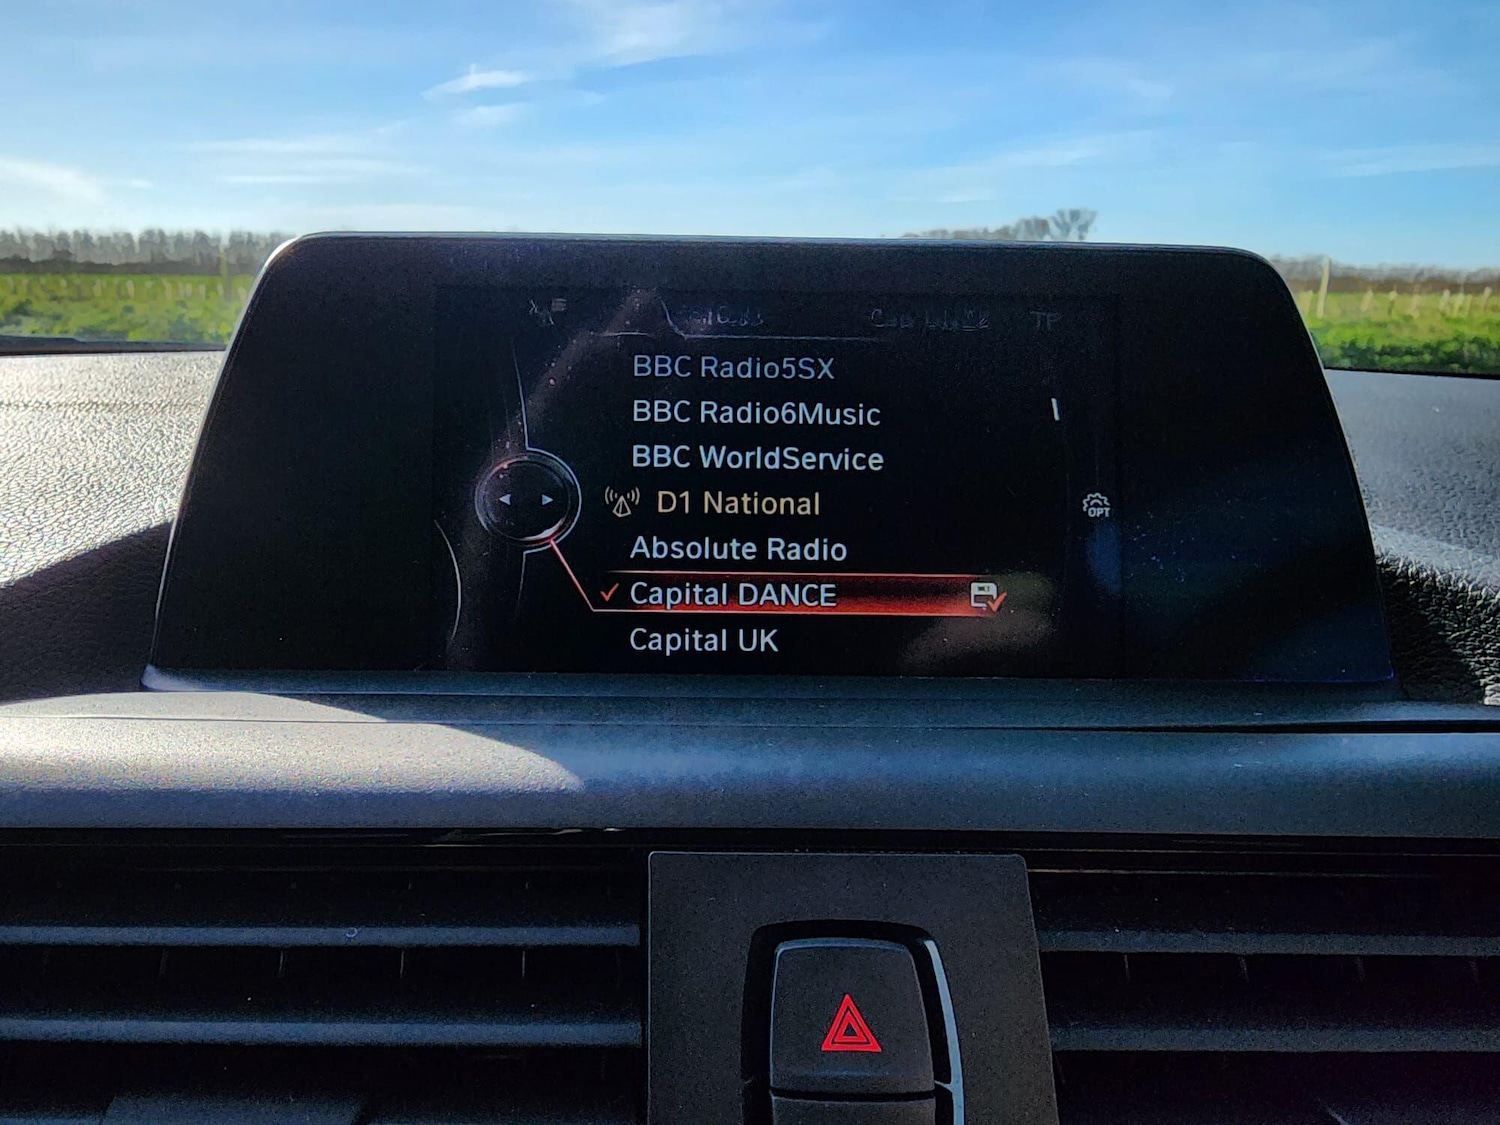 TP
BBC Radio5SX
BBC Radio6Music
BBC WorldService
D1 National
OPT
Absolute Radio
Capital DANCE
Capital UK